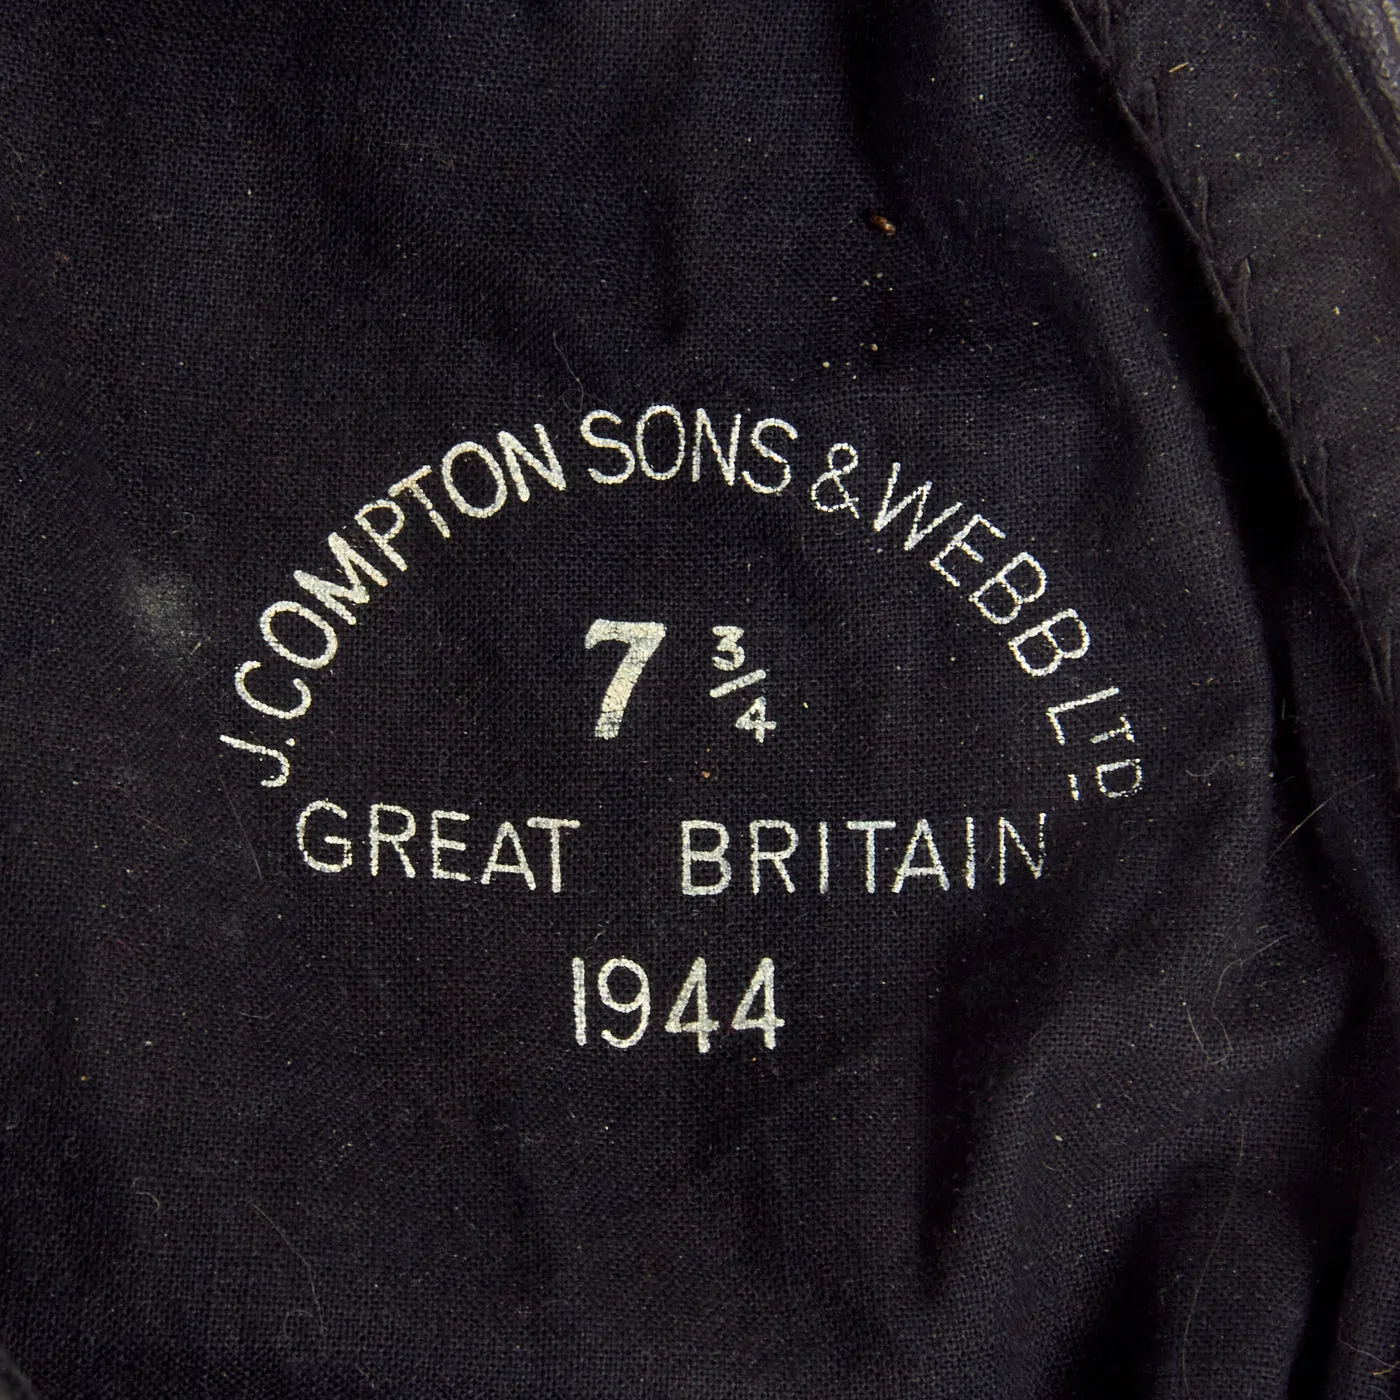 J. COMPTON SONS & WEBB LTD
7 3/4
GREAT BRITAIN
1944